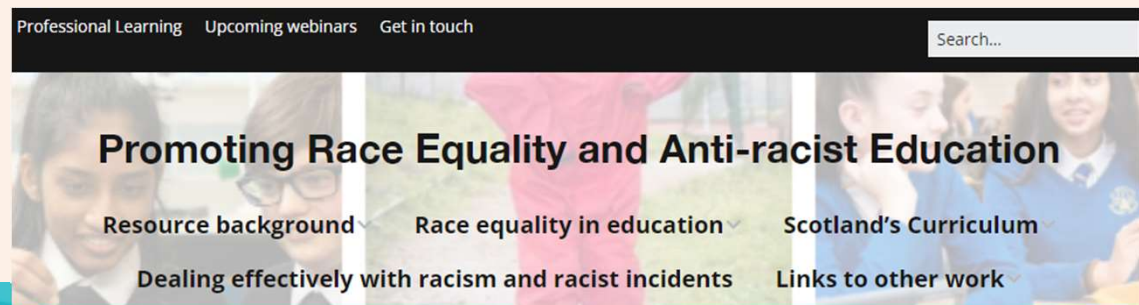 Professional Learning Upcoming webinars Get in touch
Search...
Promoting Race Equality and Anti-racist Education
Resource background Race equality in education Scotland's Curriculum
Dealing effectively with racism and racist incidents Links to other work